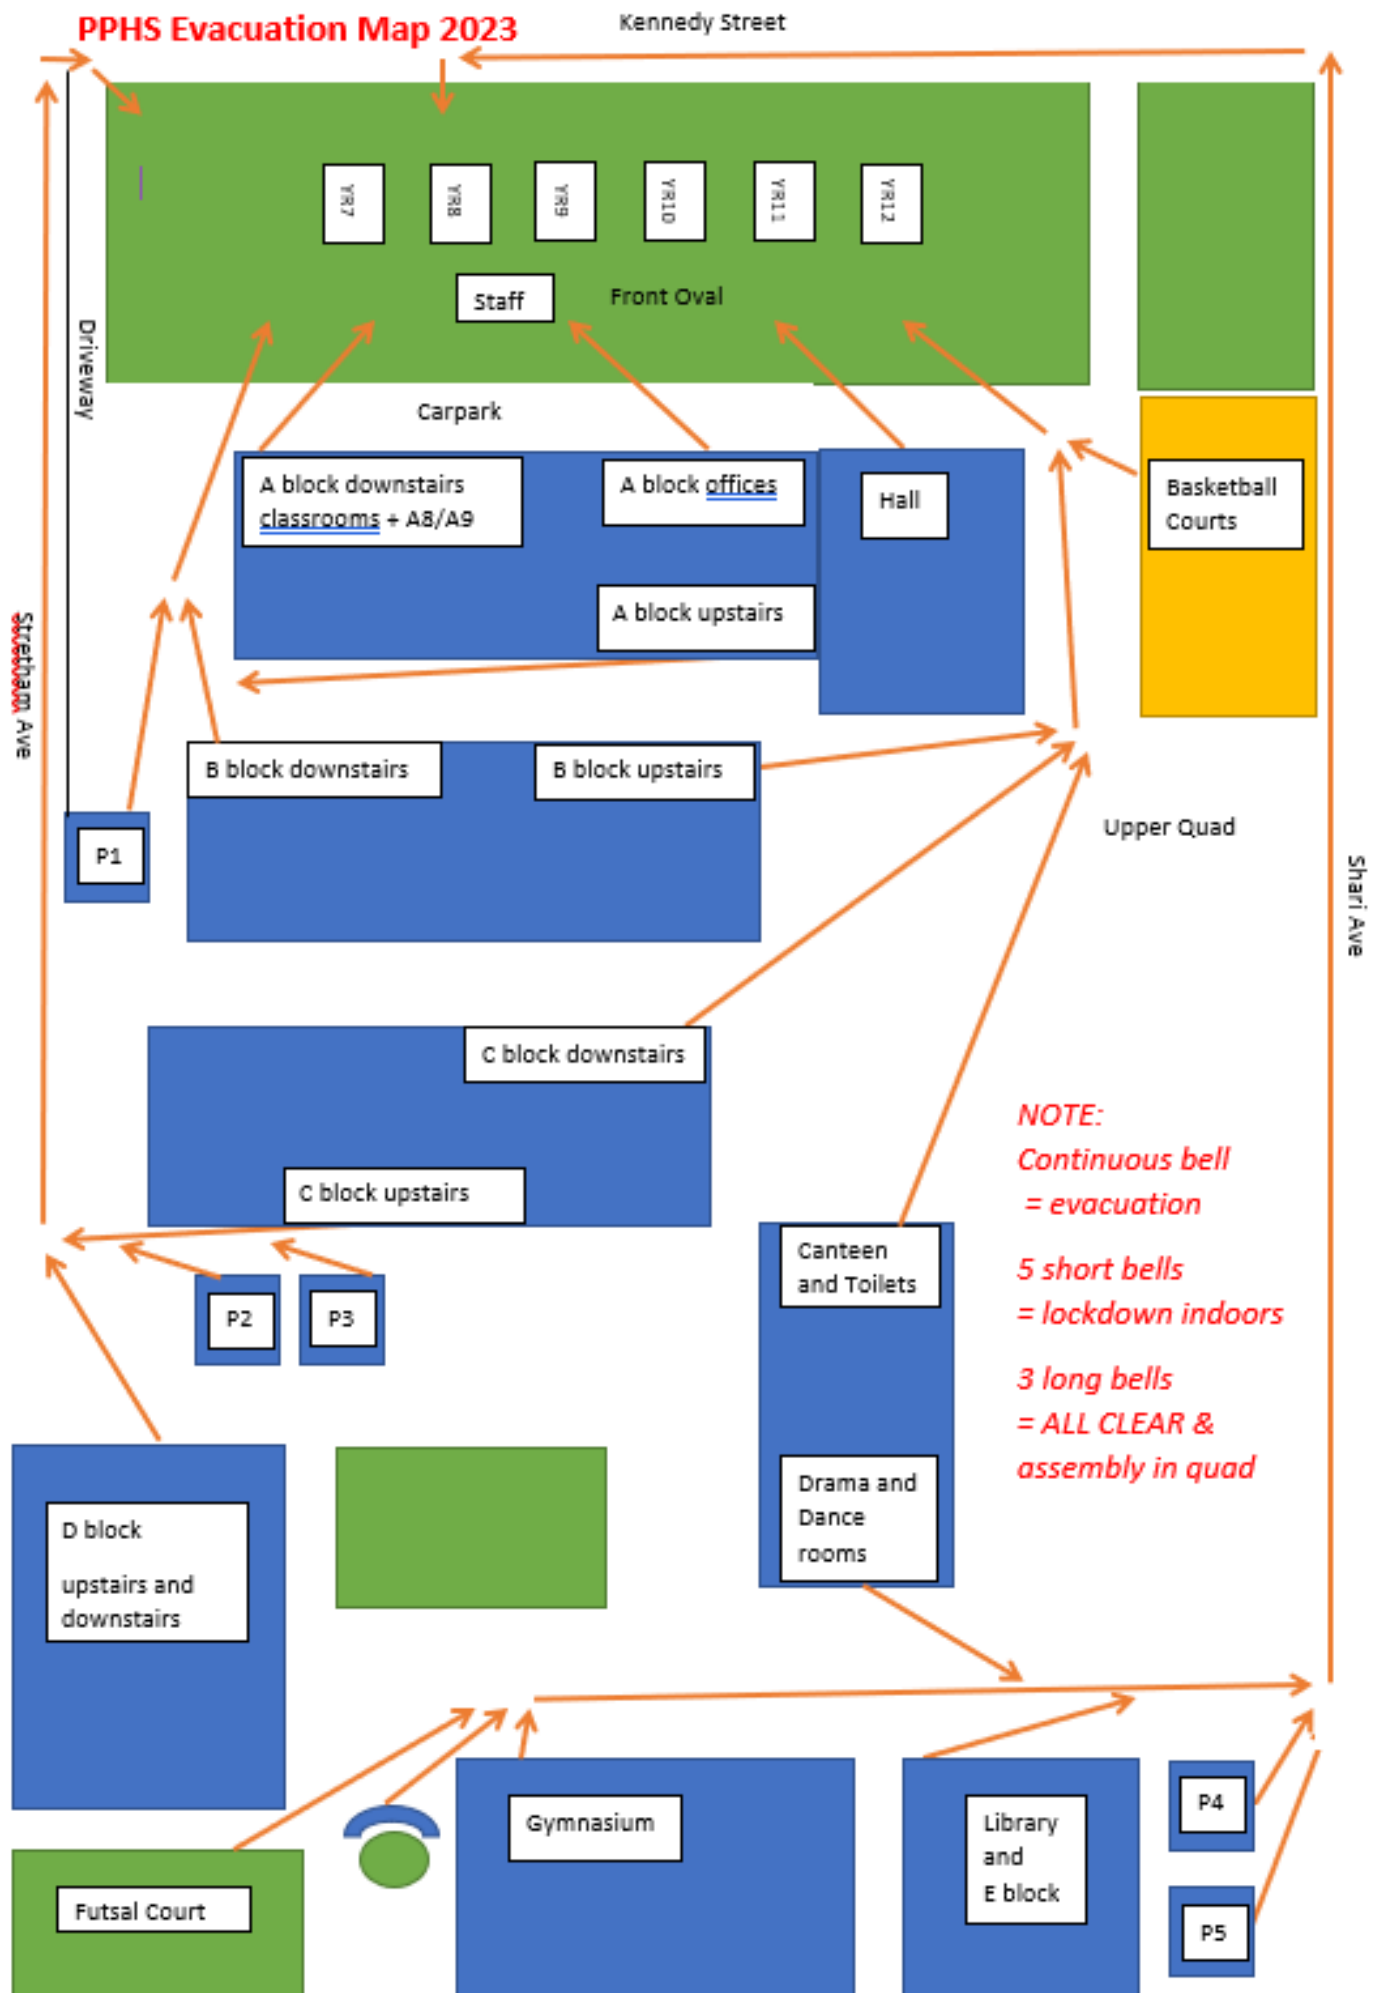 PPHS Evacuation Map 2023
Kennedy Street
YR7
YR8
YR9
YR10
YR11
YR12
Staff
Front Oval
Driveway
Carpark
A block downstairs
classrooms + A8/A9
A block offices
Hall
Basketball
Courts
A block upstairs
Stretham Ave
B block downstairs
B block upstairs
P1
Upper Quad
Shari Ave
C block downstairs
C block upstairs
NOTE:
Continuous bell
= evacuation
5 short bells
= lockdown indoors
3 long bells
= ALL CLEAR &
assembly in quad
Canteen
and Toilets
P2
P3
Drama and
Dance
rooms
D block
upstairs and
downstairs
Gymnasium
Library
and
E block
P4
P5
Futsal Court